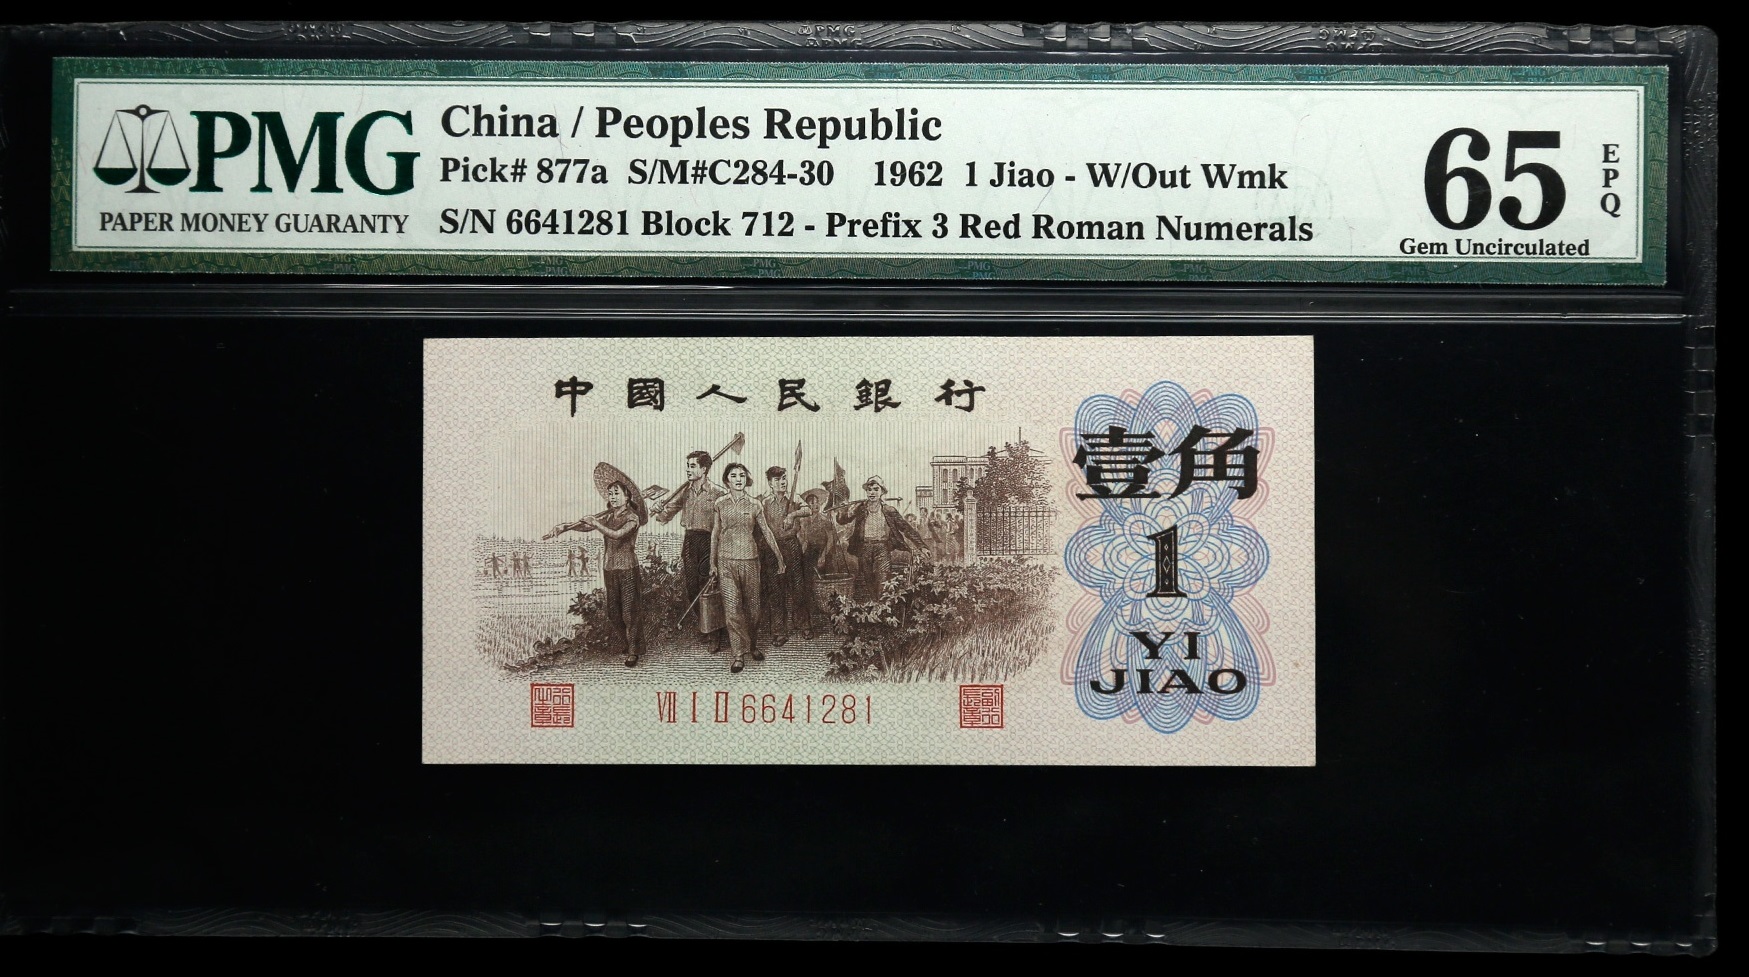 PMG
PAPER MONEY GUARANTY
China / Peoples Republic
Pick# 877a S/M#C284-30 1962 1 Jiao - W/Out Wmk
S/N 6641281 Block 712 - Prefix 3 Red Roman Numerals
65
EPQ
Gem Uncirculated
中國人民銀行
壹角
1
YI
JIAO
VII I II 6641281